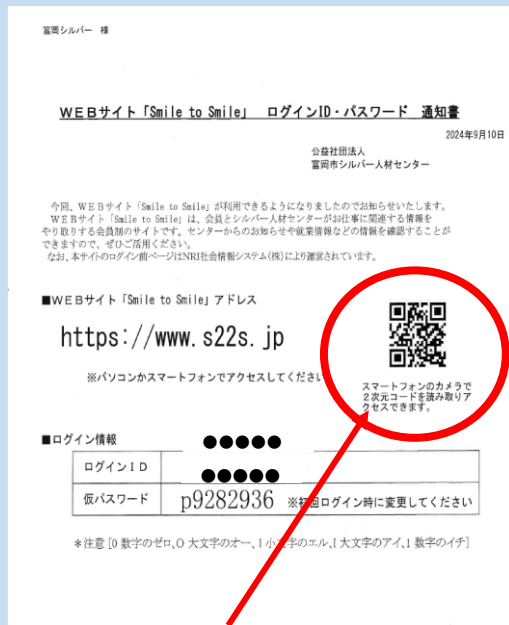 富岡シルバー 様
WEBサイト「Smile to Smile」 ログインID・パスワード 通知書
2024年9月10日
公益社団法人
富岡市シルバー人材センター
今回、WEBサイト「Smile to Smile」が利用できるようになりましたのでお知らせいたします。
WEBサイト「Smile to Smile」は、会員とシルバー人材センターがお仕事に関連する情報を
やり取りする会員制のサイトです。センターからのお知らせや就業情報などの情報を確認することが
できますので、ぜひご活用ください。
なお、本サイトのログイン前ページはNRI社会情報システム(株)により運営されています。
■WEBサイト「Smile to Smile」アドレス
https://www.s22s.jp
※パソコンかスマートフォンでアクセスしてください
スマートフォンのカメラで
2次元コードを読み取りア
クセスできます。
■ログイン情報
●●●●●
ログインID ●●●●●
仮パスワード p9282936 ※初回ログイン時に変更してください
*注意 [0 数字のゼロ、O 大文字のオー、l 小文字のエル、I 大文字のアイ、1 数字のイチ]